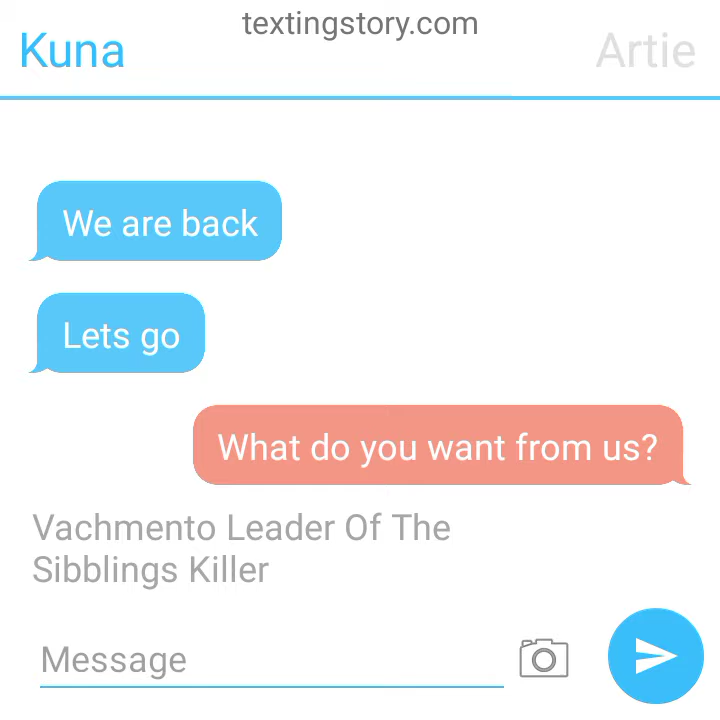 textingstory.com
Kuna
Artie
We are back
Lets go
What do you want from us?
Vachmento Leader Of The
Sibblings Killer
Message